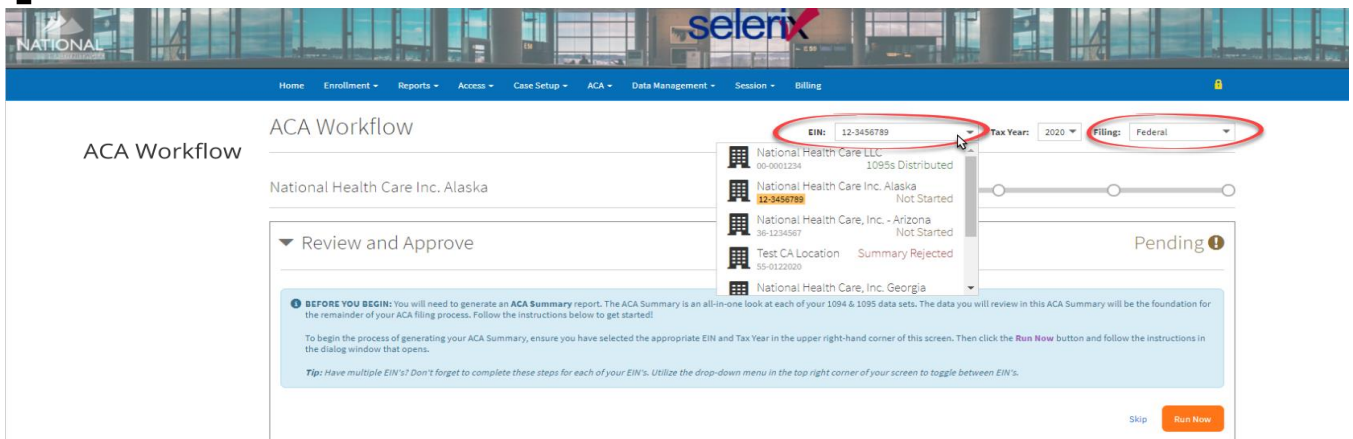 NATIONAL
selerix
Home Enrollment Reports Access Case Setup ACA Data Management Session Billing
ACA Workflow
EIN: 12-3456789 Tax Year: 2020 Filing: Federal
ACA Workflow
National Health Care LLC
00-0001234 1095s Distributed
National Health Care Inc. Alaska
National Health Care Inc. Alaska
12-3456789 Not Started
National Health Care, Inc. - Arizona
36-1234567 Not Started
Review and Approve
Pending
Test CA Location Summary Rejected
55-0122020
National Health Care, Inc. Georgia
BEFORE YOU BEGIN: You will need to generate an ACA Summary report. The ACA Summary is an all-in-one look at each of your 1094 & 1095 data sets. The data you will review in this ACA Summary will be the foundation for
the remainder of your ACA filing process. Follow the instructions below to get started!
To begin the process of generating your ACA Summary, ensure you have selected the appropriate EIN and Tax Year in the upper right-hand corner of this screen. Then click the Run Now button and follow the instructions in
the dialog window that opens.
Tip: Have multiple EIN's? Don't forget to complete these steps for each of your EIN's. Utilize the drop-down menu in the top right corner of your screen to toggle between EIN's.
Skip Run Now